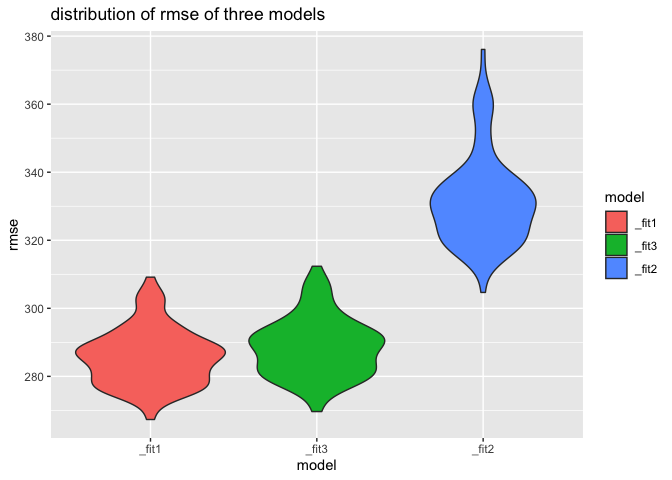 distribution of rmse of three models
rmse
380
360
340
320
300
280
_fit1
_fit3
_fit2
model
model
_fit1
_fit3
_fit2